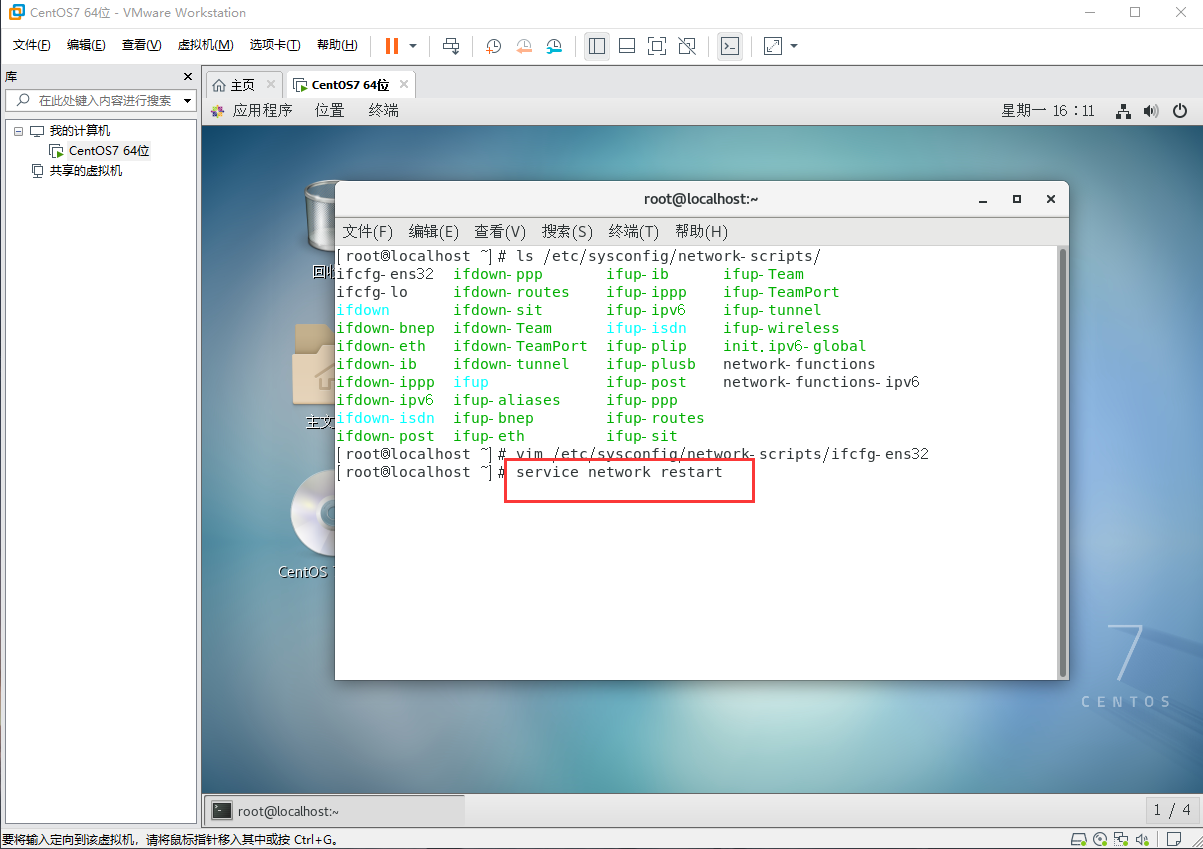 CentOS7 64位 - VMware Workstation
文件(F) 编辑(E) 查看(V) 虚拟机(M) 选项卡(T) 帮助(H)
库
在此处键入内容进行搜索
我的计算机
CentOS7 64位
共享的虚拟机
主页 CentOS7 64位
应用程序 位置 终端 星期一 16：11
root@localhost:~
文件(F) 编辑(E) 查看(V) 搜索(S) 终端(T) 帮助(H)
[root@localhost ~]# ls /etc/sysconfig/network-scripts/
ifcfg-ens32 ifdown-ppp ifup-ib ifup-Team
ifcfg-lo ifdown-routes ifup-ippp ifup-TeamPort
ifdown ifdown-sit ifup-ipv6 ifup-tunnel
ifdown-bnep ifdown-Team ifup-isdn ifup-wireless
ifdown-eth ifdown-TeamPort ifup-plip init.ipv6-global
ifdown-ib ifdown-tunnel ifup-plusb network-functions
ifdown-ippp ifup ifup-post network-functions-ipv6
ifdown-ipv6 ifup-aliases ifup-ppp
ifdown-isdn ifup-bnep ifup-routes
ifdown-post ifup-eth ifup-sit
[root@localhost ~]# vim /etc/sysconfig/network-scripts/ifcfg-ens32
[root@localhost ~]# service network restart
回
主文
CentOS
7
CENTOS
root@localhost:~
1 / 4
要将输入定向到该虚拟机，请将鼠标指针移入其中或按 Ctrl+G。